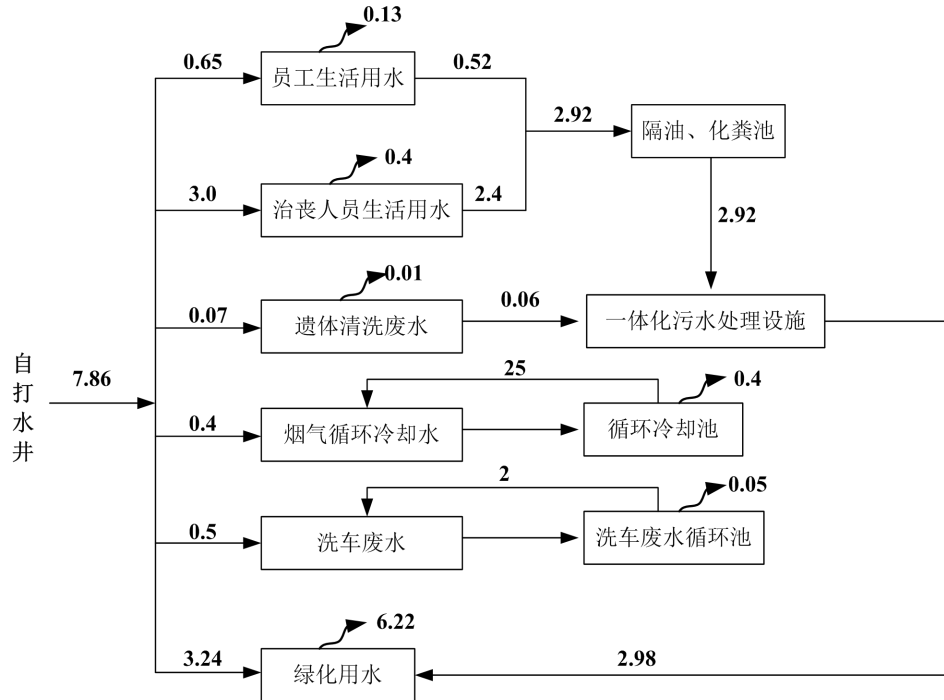 0.13
0.65
员工生活用水
0.52
2.92
隔油、化粪池
0.4
3.0
治丧人员生活用水
2.4
2.92
0.01
0.07
遗体清洗废水
0.06
一体化污水处理设施
自打水井
7.86
25
0.4
0.4
烟气循环冷却水
循环冷却池
2
0.05
0.5
洗车废水
洗车废水循环池
6.22
3.24
绿化用水
2.98